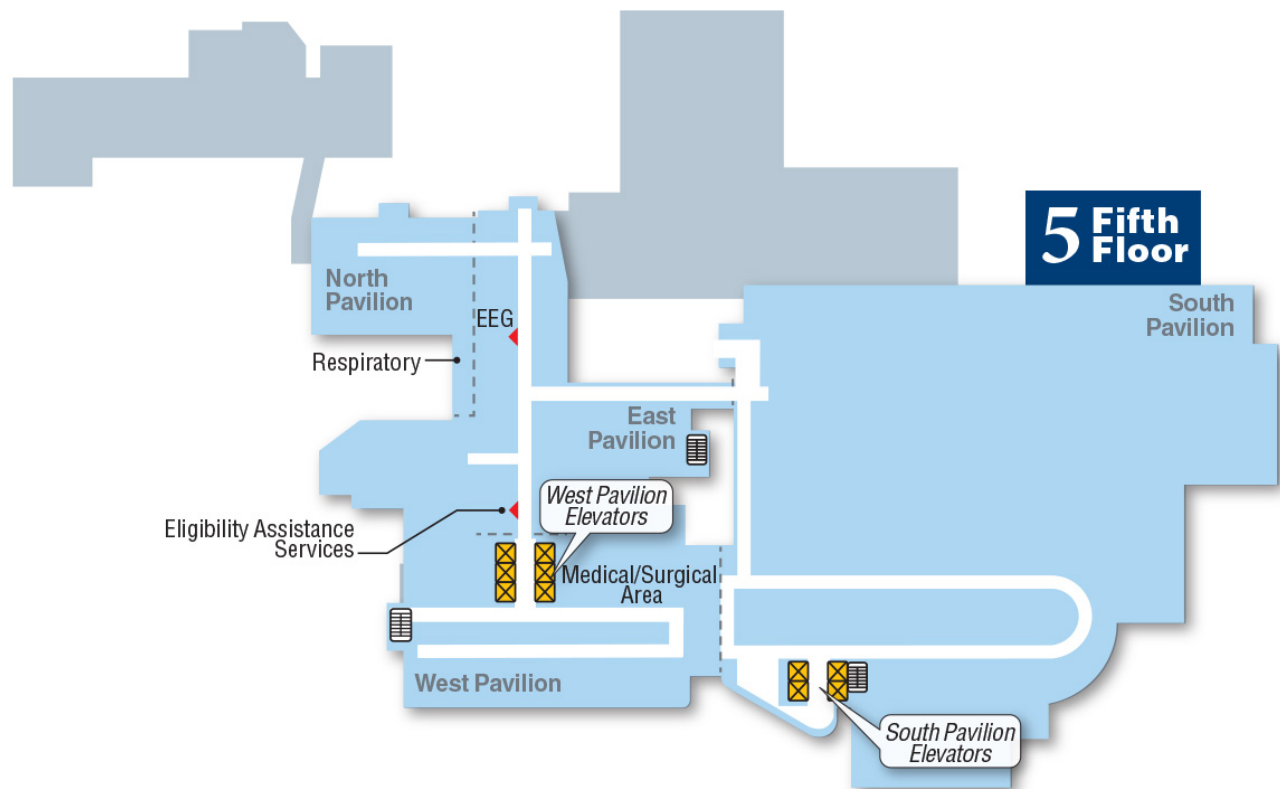 5 Fifth
Floor
North
Pavilion
South
Pavilion
EEG
Respiratory
East
Pavilion
West Pavilion
Elevators
Eligibility Assistance
Services
Medical/Surgical
Area
West Pavilion
South Pavilion
Elevators